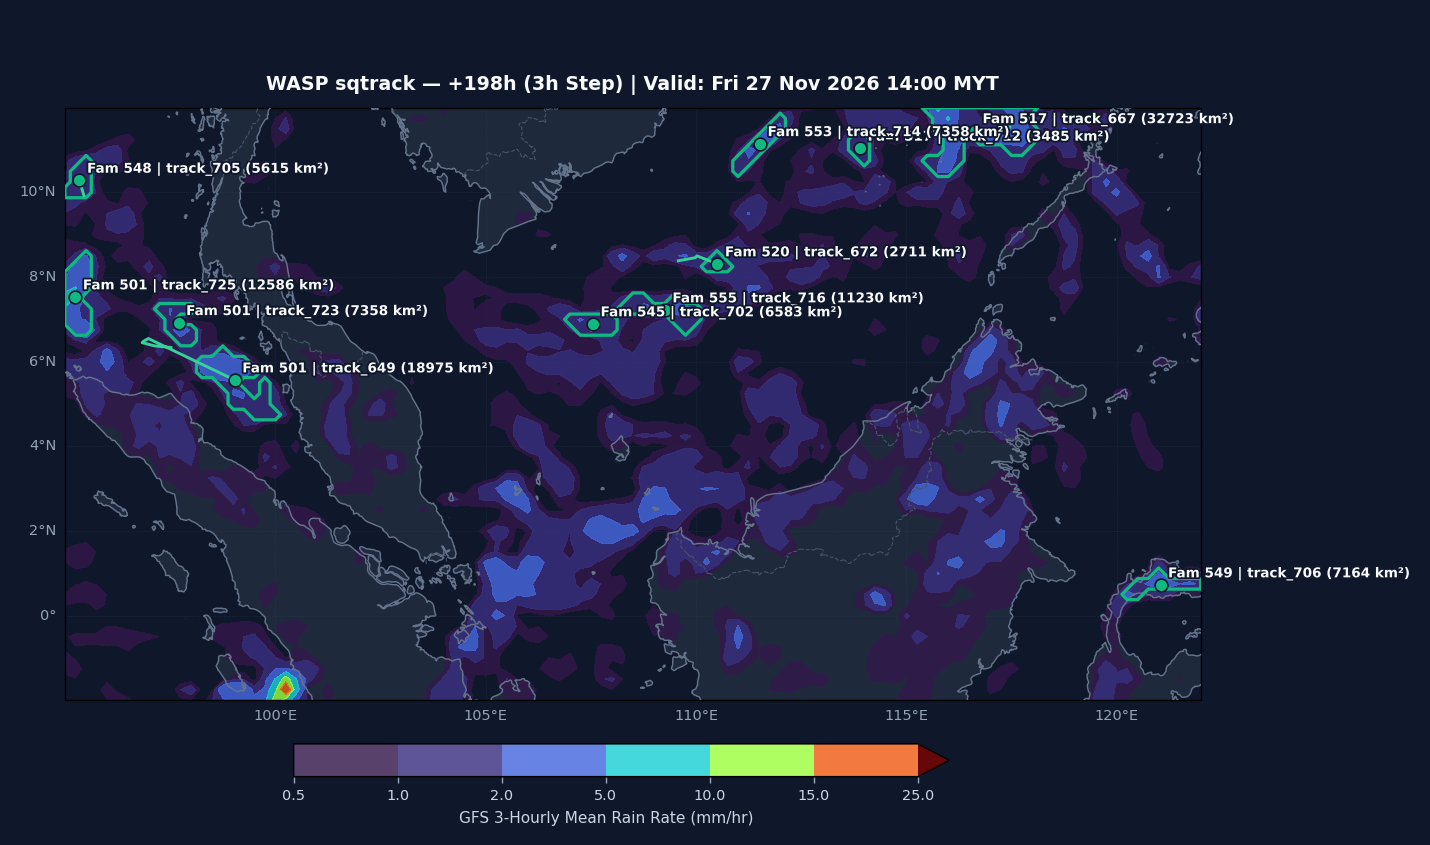 WASP sqtrack — +198h (3h Step) | Valid: Fri 27 Nov 2026 14:00 MYT
Fam 517 | track_667 (32723 km²)
Fam 553 | track_714 (7358 km²)
track_712 (3485 km²)
Fam 548 | track_705 (5615 km²)
10°N
Fam 520 | track_672 (2711 km²)
8°N
Fam 501 | track_725 (12586 km²)
Fam 555 | track_716 (11230 km²)
Fam 501 | track_723 (7358 km²)
Fam 545 | track_702 (6583 km²)
6°N
Fam 501 | track_649 (18975 km²)
4°N
2°N
Fam 549 | track_706 (7164 km²)
0°
100°E 105°E 110°E 115°E 120°E
0.5 1.0 2.0 5.0 10.0 15.0 25.0
GFS 3-Hourly Mean Rain Rate (mm/hr)